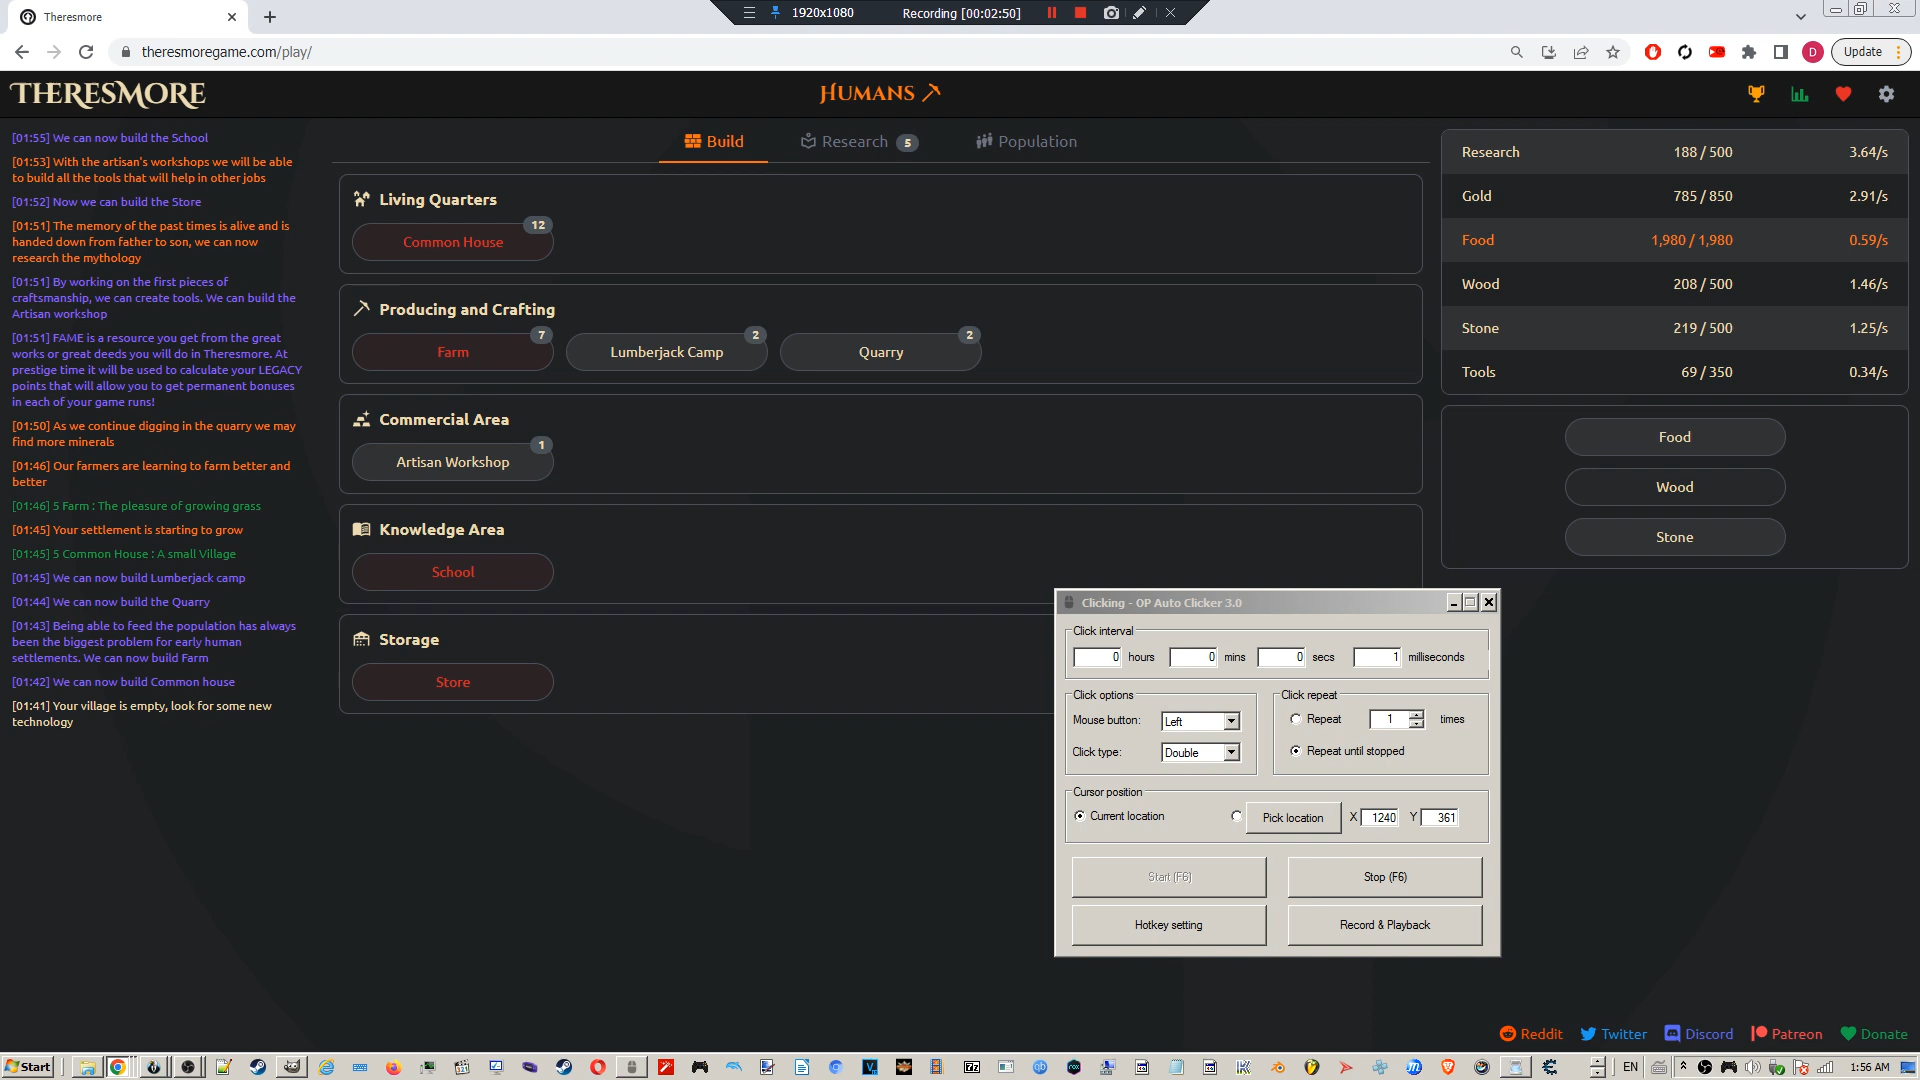 Theresmore
1920x1080
Recording [00:02:50]
theresmoregame.com/play/
D
Update
THERESMORE
HUMANS
[01:55] We can now build the School
[01:53] With the artisan's workshops we will be able
to build all the tools that will help in other jobs
[01:52] Now we can build the Store
[01:51] The memory of the past times is alive and is
handed down from father to son, we can now
research the mythology
[01:51] By working on the first pieces of
craftsmanship, we can create tools. We can build the
Artisan workshop
[01:51] FAME is a resource you get from the great
works or great deeds you will do in Theresmore. At
prestige time it will be used to calculate your LEGACY
points that will allow you to get permanent bonuses
in each of your game runs!
[01:50] As we continue digging in the quarry we may
find more minerals
[01:46] Our farmers are learning to farm better and
better
[01:46] 5 Farm : The pleasure of growing grass
[01:45] Your settlement is starting to grow
[01:45] 5 Common House : A small Village
[01:45] We can now build Lumberjack camp
[01:44] We can now build the Quarry
[01:43] Being able to feed the population has always
been the biggest problem for early human
settlements. We can now build Farm
[01:42] We can now build Common house
[01:41] Your village is empty, look for some new
technology
Build
Research 5
Population
Living Quarters
Common House 12
Producing and Crafting
Farm 7
Lumberjack Camp 2
Quarry 2
Commercial Area
Artisan Workshop 1
Knowledge Area
School
Storage
Store
Research 188 / 500 3.64/s
Gold 785 / 850 2.91/s
Food 1,980 / 1,980 0.59/s
Wood 208 / 500 1.46/s
Stone 219 / 500 1.25/s
Tools 69 / 350 0.34/s
Food
Wood
Stone
Clicking - OP Auto Clicker 3.0
Click interval
0 hours 0 mins 0 secs 1 milliseconds
Click options
Mouse button: Left
Click type: Double
Click repeat
Repeat 1 times
Repeat until stopped
Cursor position
Current location
Pick location X 1240 Y 361
Start (F6)
Stop (F6)
Hotkey setting
Record & Playback
Reddit
Twitter
Discord
Patreon
Donate
Start
EN
1:56 AM